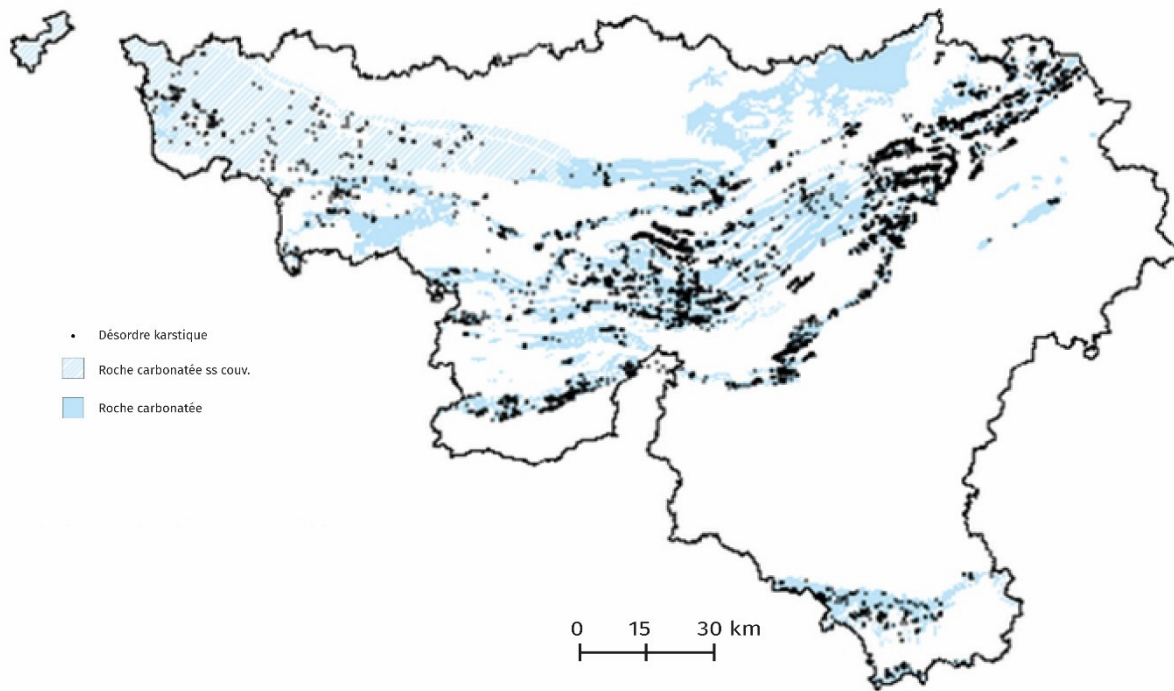 Désordre karstique
Roche carbonatée ss couv.
Roche carbonatée
0 15 30 km